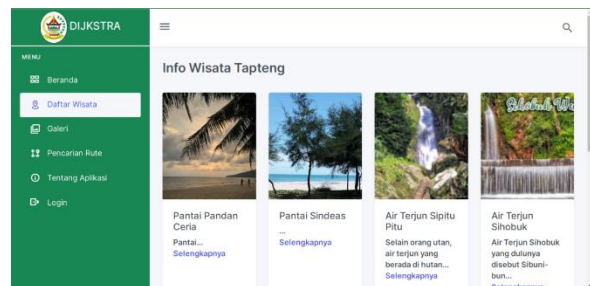 DIJKSTRA
MENU
Beranda
Daftar Wisata
Galeri
Pencarian Rute
Tentang Aplikasi
Login
Info Wisata Tapteng
Pantai Pandan
Ceria
Pantai...
Selengkapnya
Pantai Sindeas
...
Selengkapnya
Air Terjun Sipitu
Pitu
Selain orang utan,
air terjun yang
berada di hutan...
Selengkapnya
Sihobuk
Air Terjun
Sihobuk
Air Terjun Sihobuk
yang dulunya
disebut Sibuni-
bun...
Selengkapnya